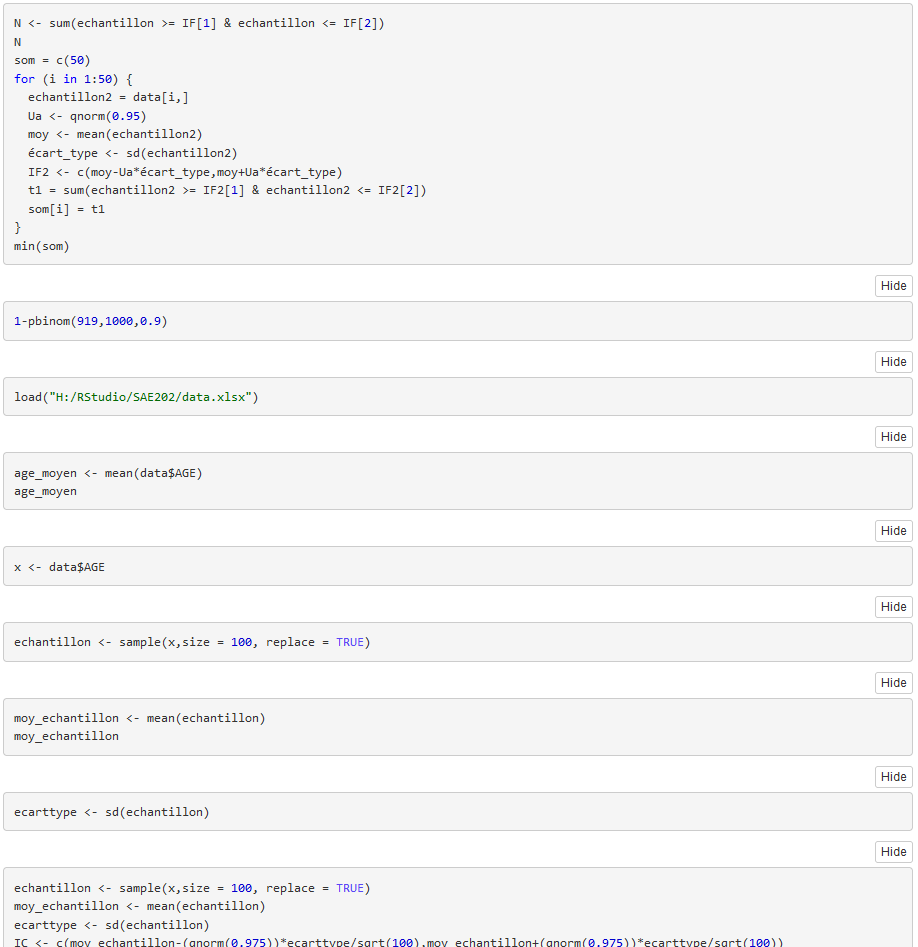 N <- sum(echantillon >= IF[1] & echantillon <= IF[2])
N
som = c(50)
for (i in 1:50) {
  echantillon2 = data[i,]
  Ua <- qnorm(0.95)
  moy <- mean(echantillon2)
  écart_type <- sd(echantillon2)
  IF2 <- c(moy-Ua*écart_type,moy+Ua*écart_type)
  t1 = sum(echantillon2 >= IF2[1] & echantillon2 <= IF2[2])
  som[i] = t1
}
min(som)
Hide
1-pbinom(919,1000,0.9)
Hide
load("H:/RStudio/SAE202/data.xlsx")
Hide
age_moyen <- mean(data$AGE)
age_moyen
Hide
x <- data$AGE
Hide
echantillon <- sample(x,size = 100, replace = TRUE)
Hide
moy_echantillon <- mean(echantillon)
moy_echantillon
Hide
ecarttype <- sd(echantillon)
Hide
echantillon <- sample(x,size = 100, replace = TRUE)
moy_echantillon <- mean(echantillon)
ecarttype <- sd(echantillon)
IC <- c(moy_echantillon-(qnorm(0.975))*ecarttype/sqrt(100),moy_echantillon+(qnorm(0.975))*ecarttype/sqrt(100))